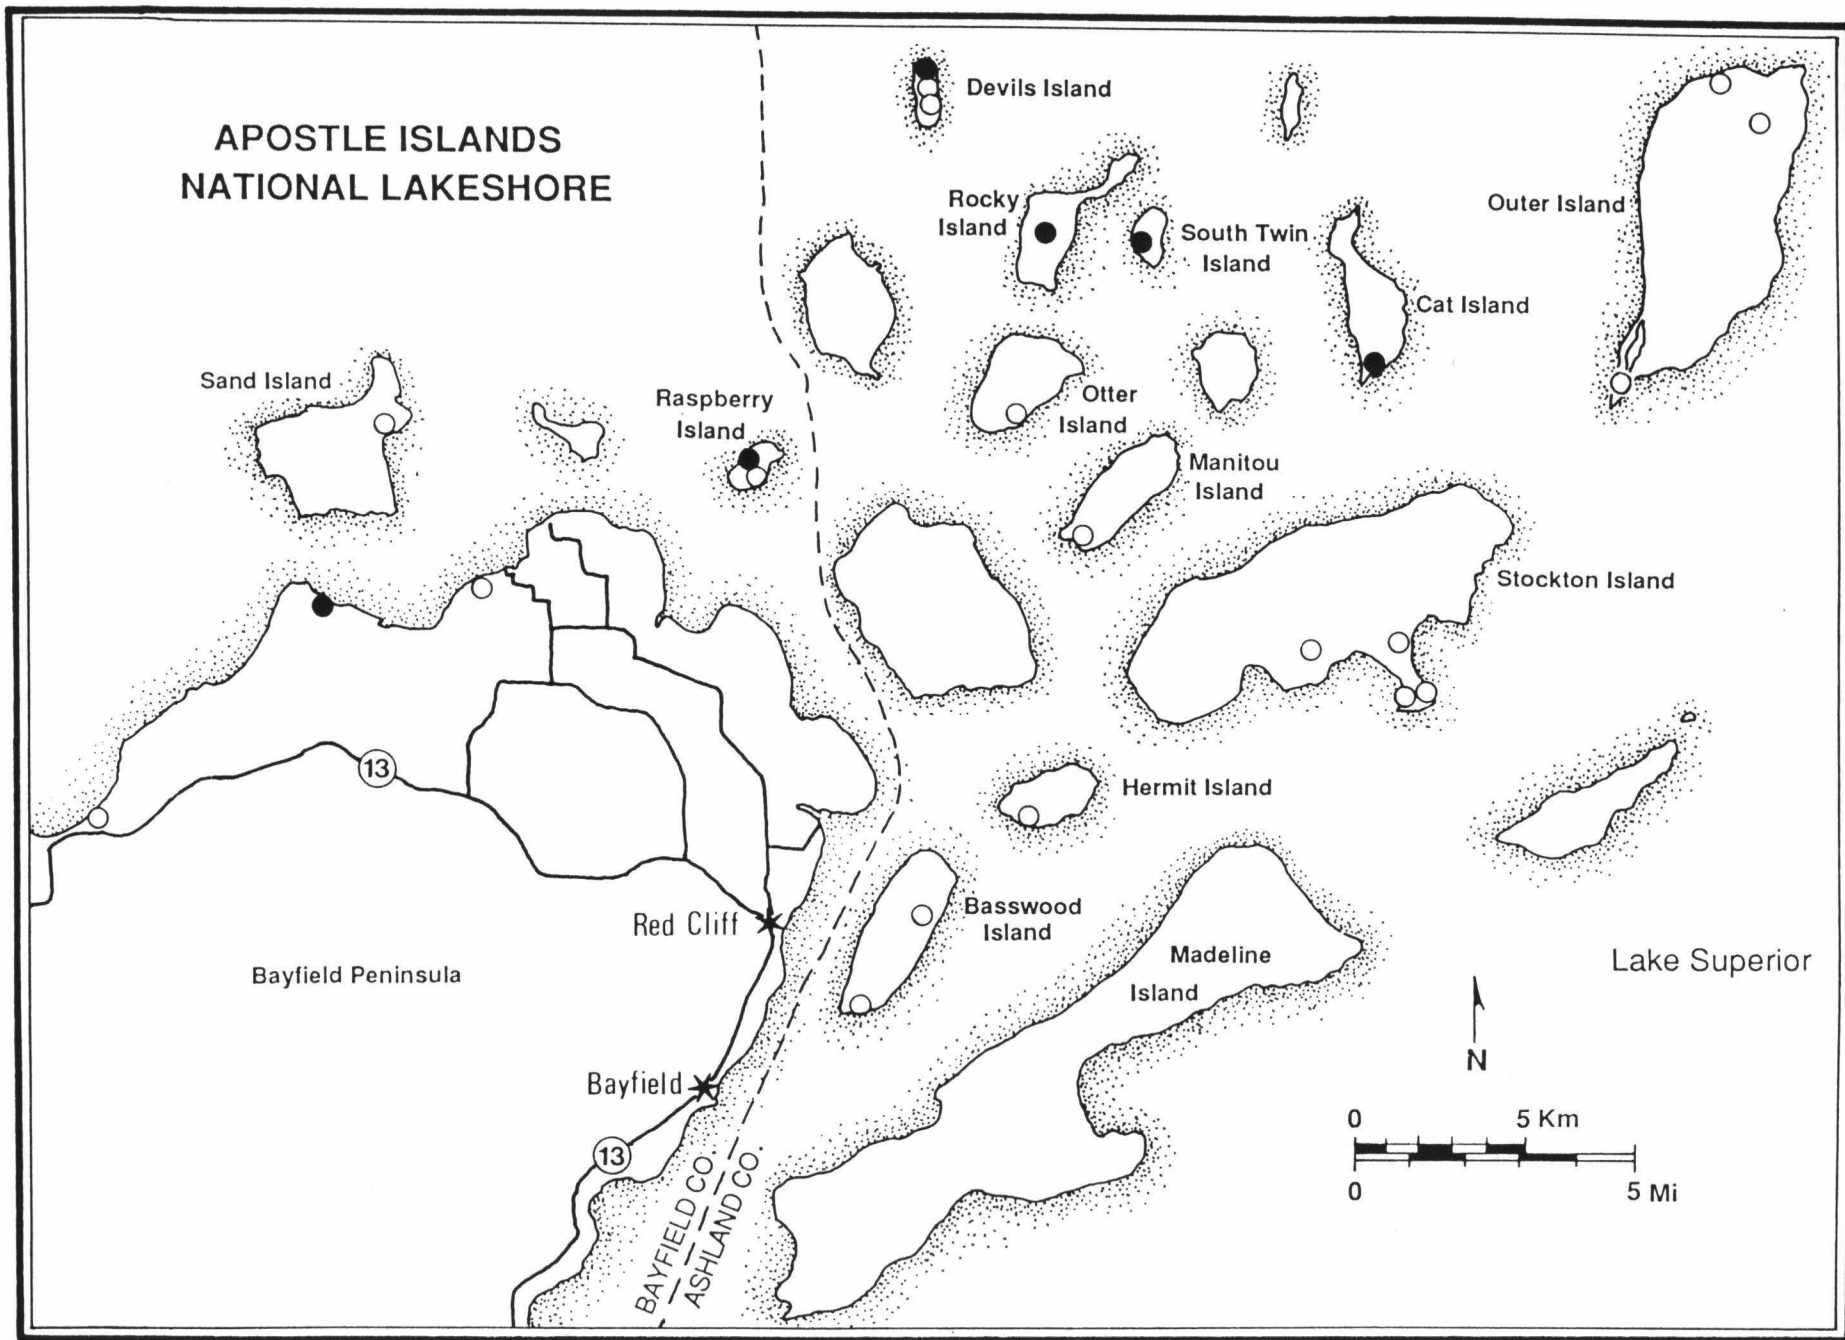 APOSTLE ISLANDS
NATIONAL LAKESHORE
Devils Island
Rocky
Island
South Twin
Island
Outer Island
Cat Island
Sand Island
Raspberry
Island
Otter
Island
Manitou
Island
Stockton Island
13
Hermit Island
Red Cliff
Basswood
Island
Madeline
Island
Lake Superior
Bayfield Peninsula
N
Bayfield
13
BAYFIELD CO.
ASHLAND CO.
0 5 Km
0 5 Mi